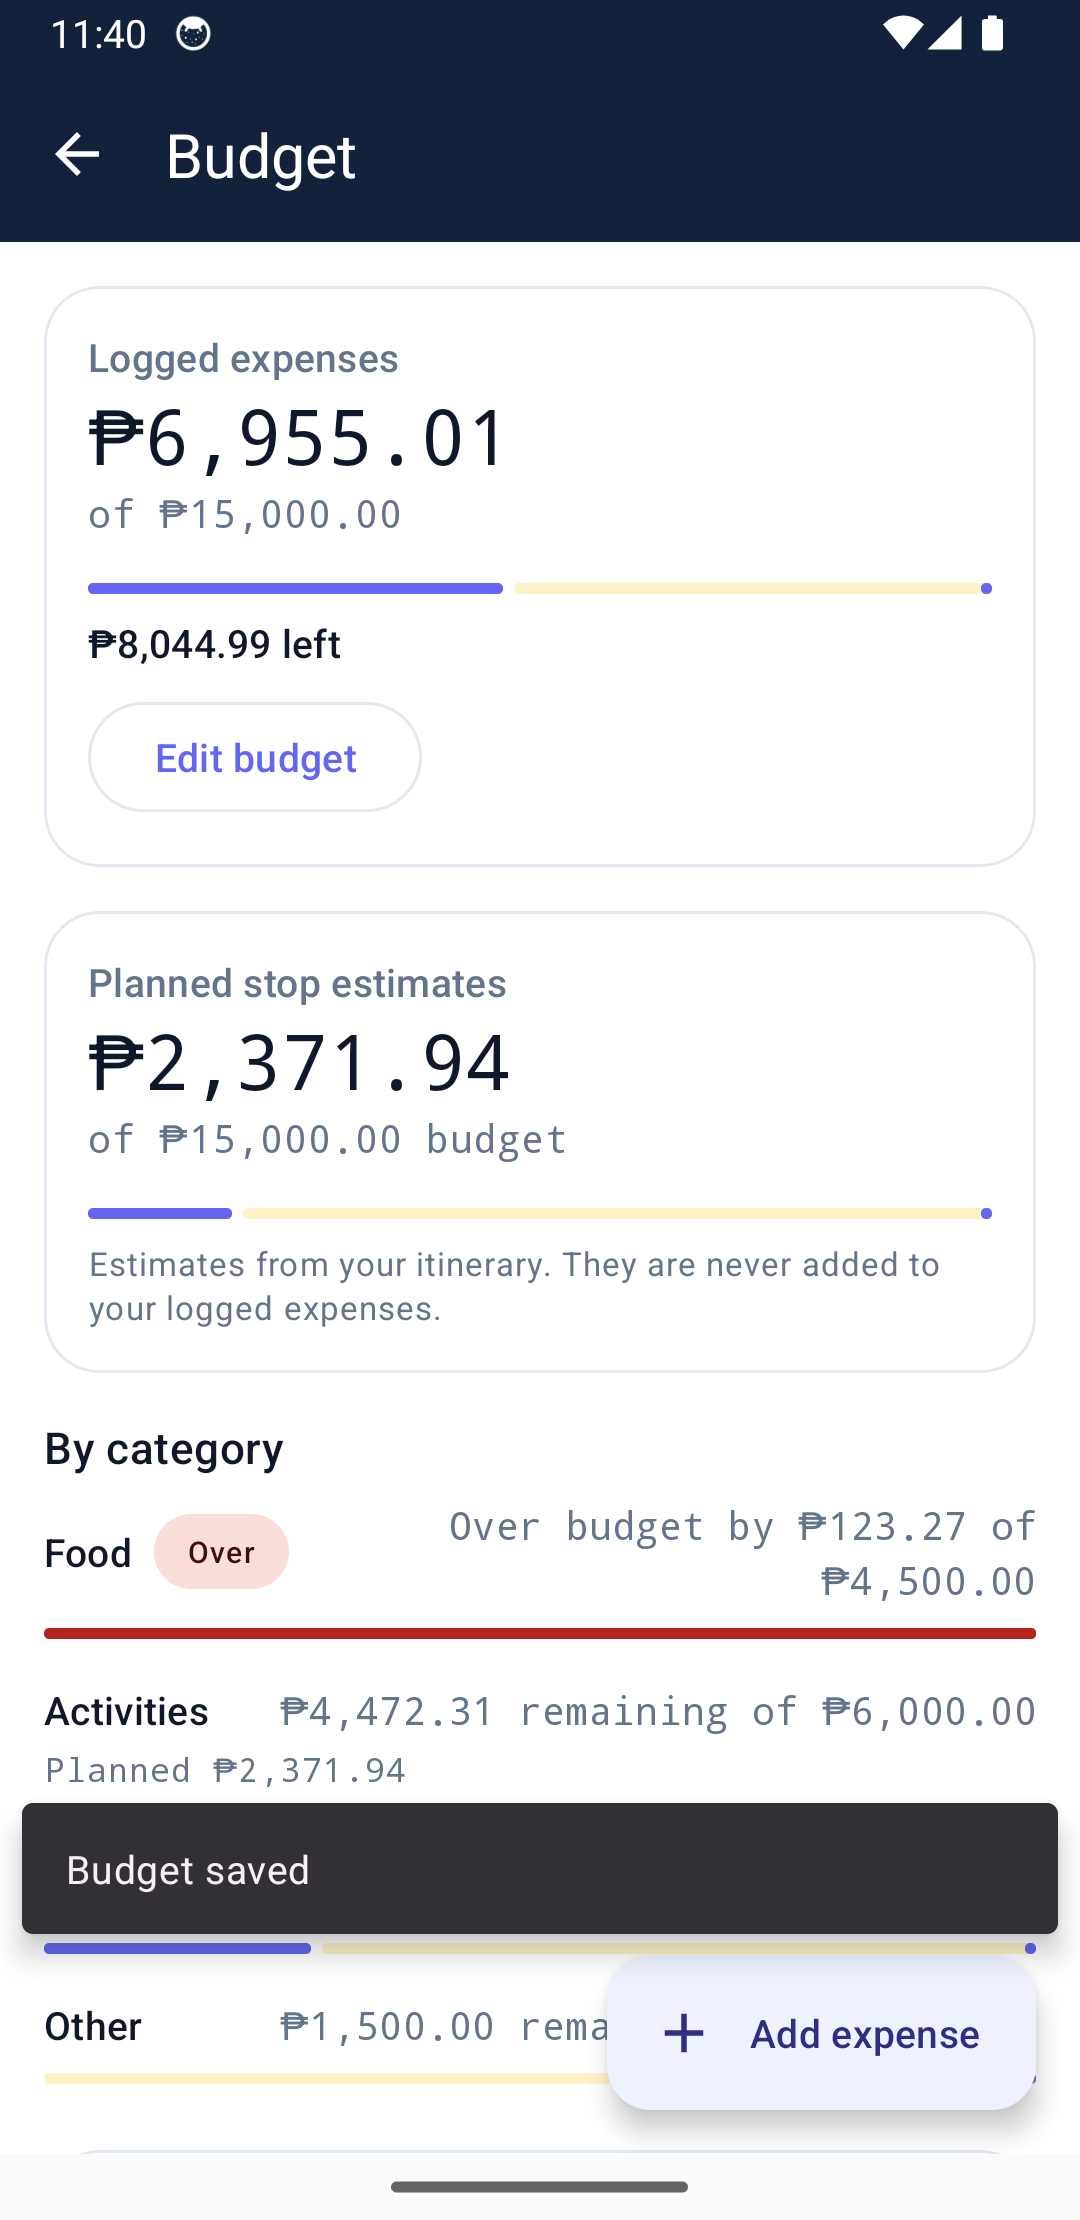 11:40
Budget
Logged expenses
₱6,955.01
of ₱15,000.00
₱8,044.99 left
Edit budget
Planned stop estimates
₱2,371.94
of ₱15,000.00 budget
Estimates from your itinerary. They are never added to
your logged expenses.
By category
Food Over Over budget by ₱123.27 of
₱4,500.00
Activities ₱4,472.31 remaining of ₱6,000.00
Planned ₱2,371.94
Budget saved
Other ₱1,500.00 rema
Add expense